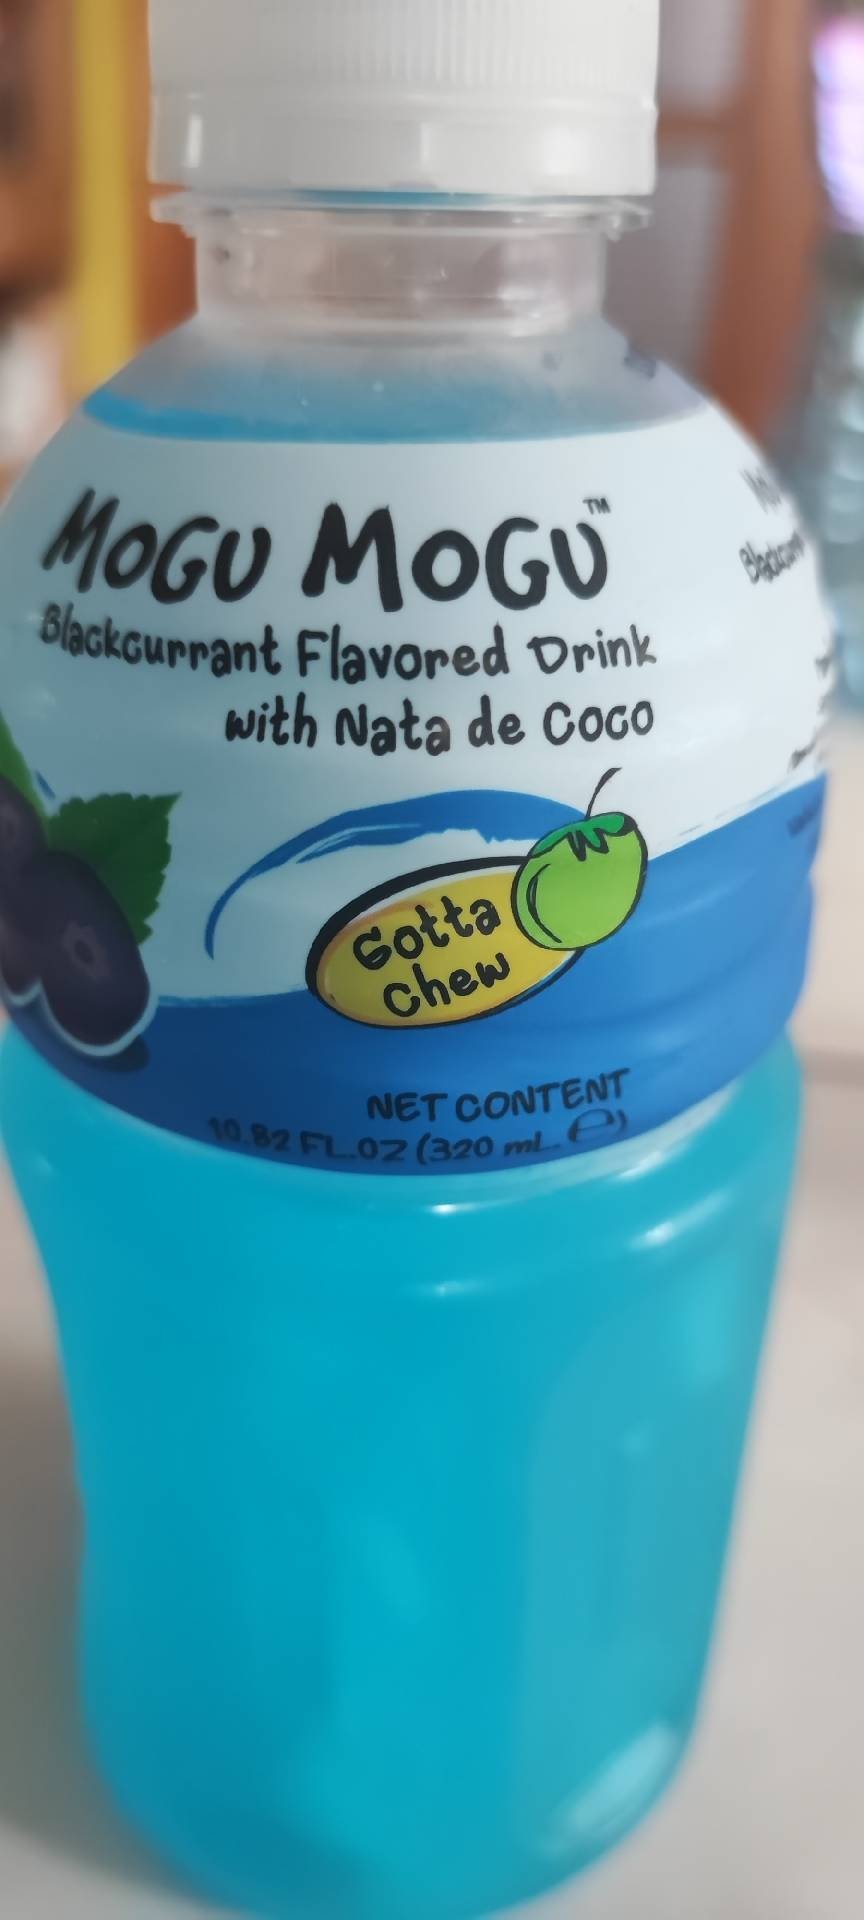 MOGU MOGU™
Blackcurrant Flavored Drink
with Nata de Coco
Gotta
Chew
NET CONTENT
10.82 FL.OZ (320 mL. ℮)